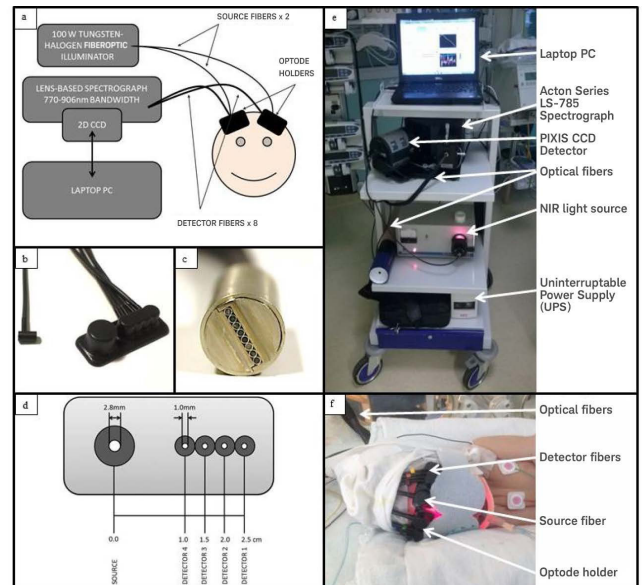 a
SOURCE FIBERS x 2
100 W TUNGSTEN-
HALOGEN FIBEROPTIC
ILLUMINATOR
OPTODE
HOLDERS
LENS-BASED SPECTROGRAPH
770-906nm BANDWIDTH
2D CCD
LAPTOP PC
DETECTOR FIBERS x 8
b
c
d
2.8mm
1.0mm
0.0
1.0
1.5
2.0
2.5 cm
SOURCE
DETECTOR 4
DETECTOR 3
DETECTOR 2
DETECTOR 1
e
Laptop PC
Acton Series
LS-785
Spectrograph
PIXIS CCD
Detector
Optical fibers
NIR light source
Uninterruptable
Power Supply
(UPS)
f
Optical fibers
Detector fibers
Source fiber
Optode holder